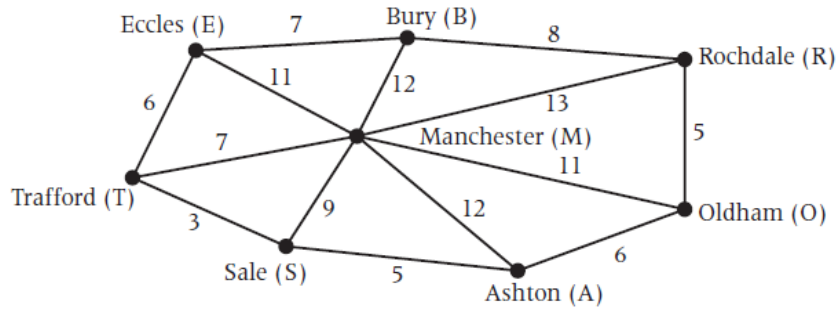 Bury (B)
Eccles (E)
7
8
Rochdale (R)
11
12
13
6
7
Manchester (M)
5
11
Trafford (T)
9
12
Oldham (O)
3
6
Sale (S)
5
Ashton (A)